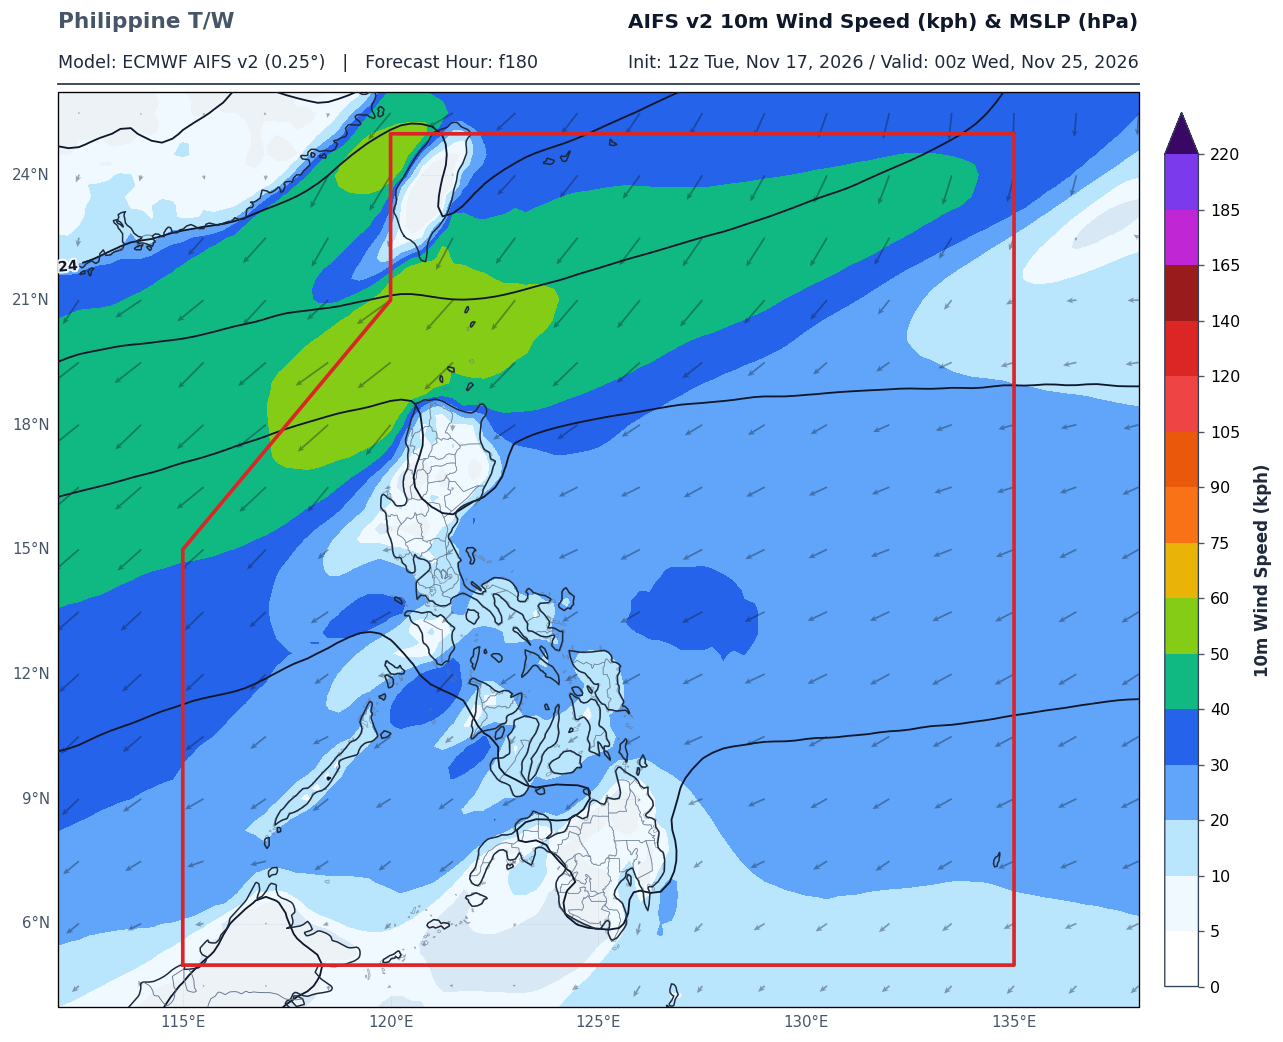 Philippine T/W
AIFS v2 10m Wind Speed (kph) & MSLP (hPa)
Model: ECMWF AIFS v2 (0.25°) | Forecast Hour: f180
Init: 12z Tue, Nov 17, 2026 / Valid: 00z Wed, Nov 25, 2026
24°N
21°N
18°N
15°N
12°N
9°N
6°N
24
115°E
120°E
125°E
130°E
135°E
220
185
165
140
120
105
90
75
60
50
40
30
20
10
5
0
10m Wind Speed (kph)